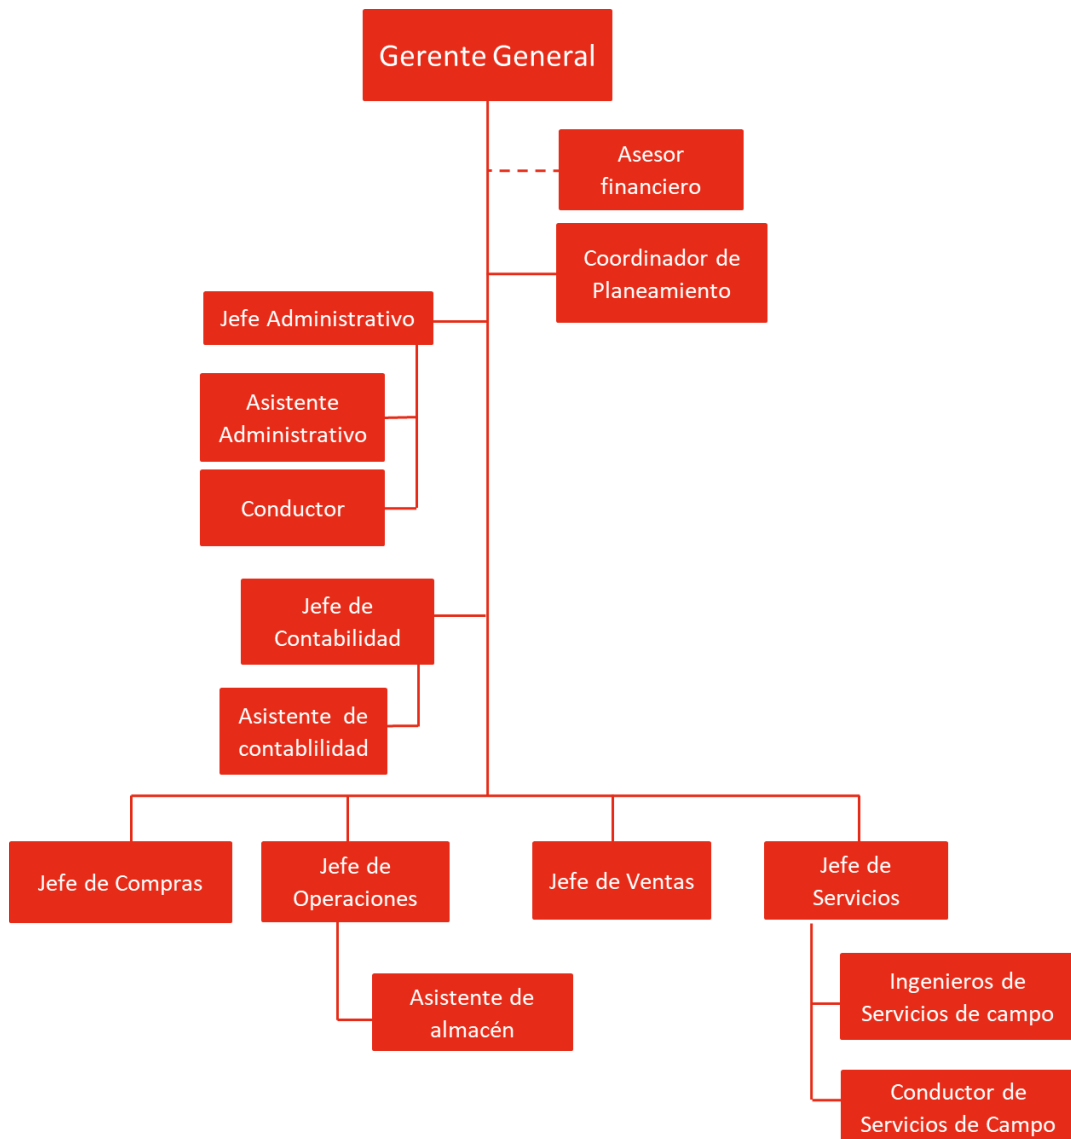 Gerente General
Asesor
financiero
Coordinador de
Planeamiento
Jefe Administrativo
Asistente
Administrativo
Conductor
Jefe de
Contabilidad
Asistente de
contablilidad
Jefe de Compras
Jefe de
Operaciones
Jefe de Ventas
Jefe de
Servicios
Asistente de
almacén
Ingenieros de
Servicios de campo
Conductor de
Servicios de Campo